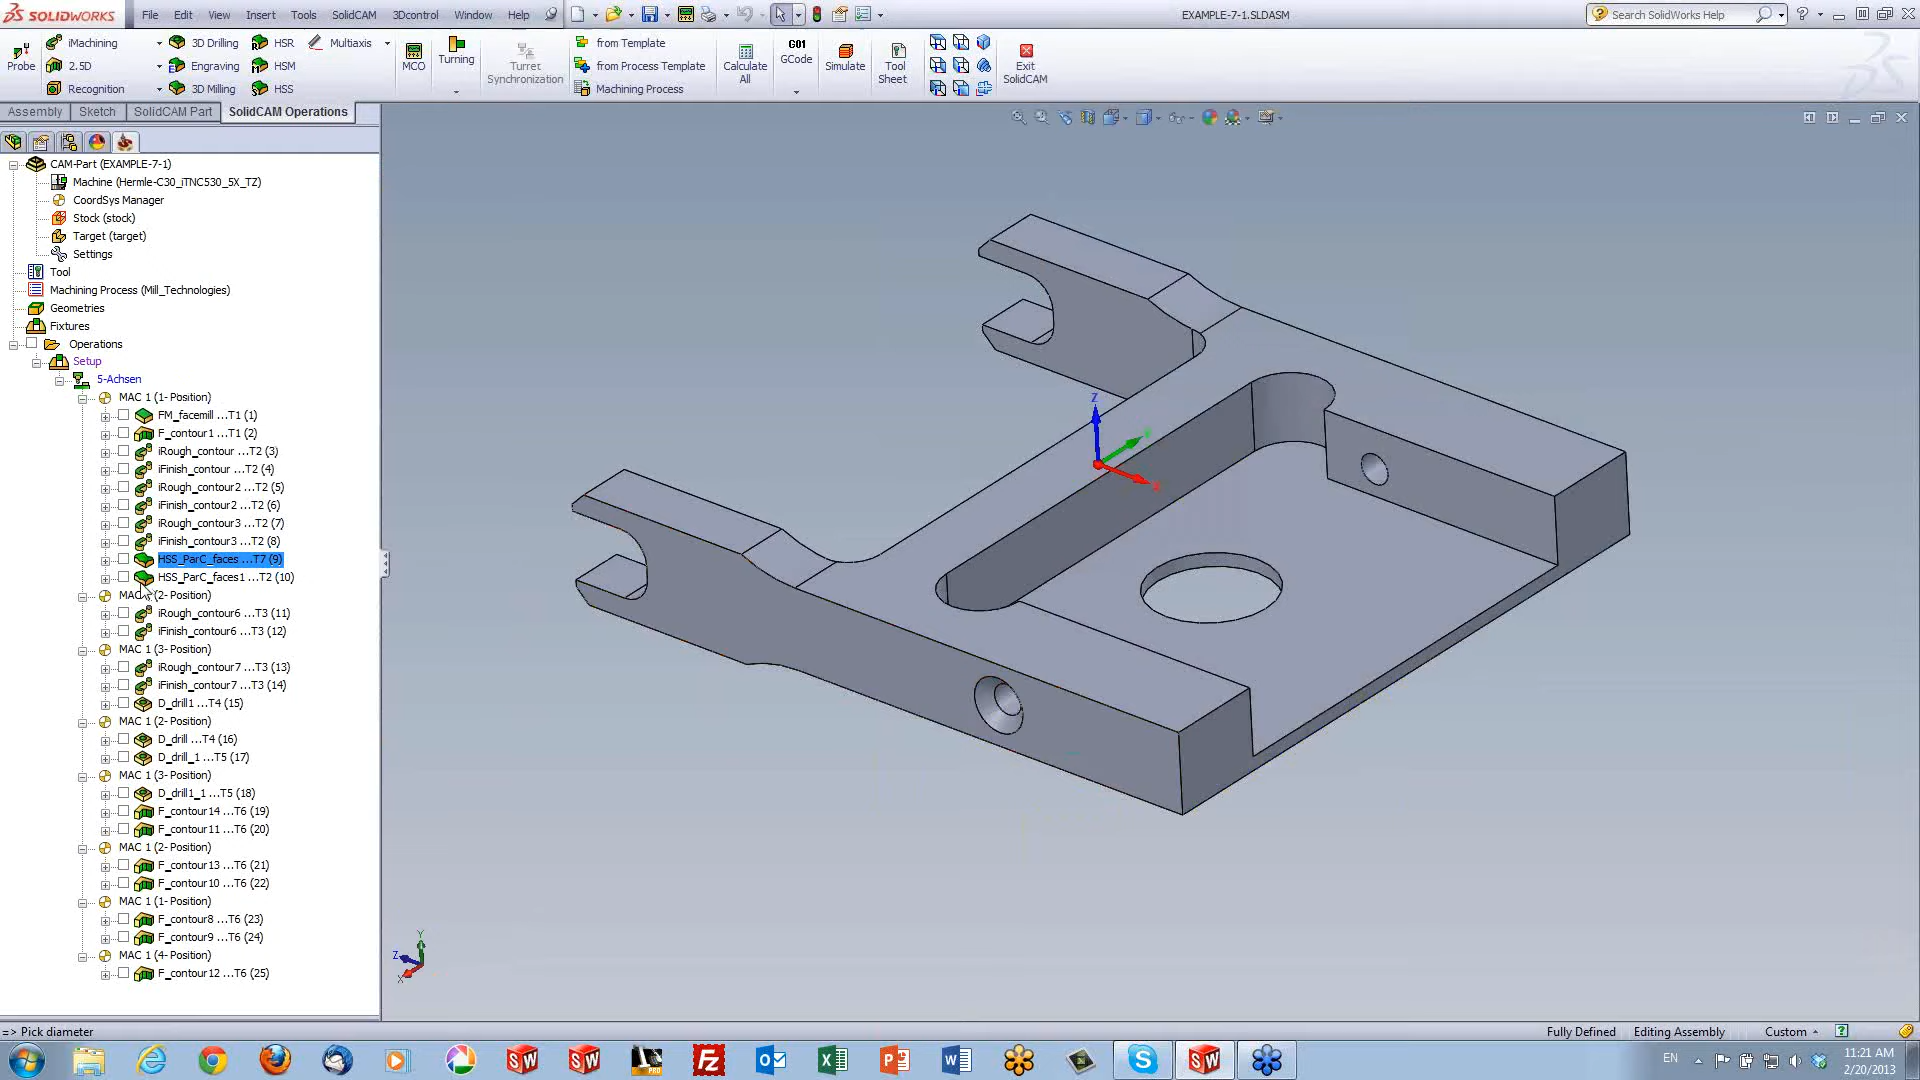 SOLIDWORKS
File Edit View Insert Tools SolidCAM 3Dcontrol Window Help
EXAMPLE-7-1.SLDASM
Search SolidWorks Help
Probe
iMachining
2.5D
Recognition
3D Drilling
Engraving
3D Milling
HSR
HSM
HSS
Multiaxis
MCO
Turning
Turret Synchronization
from Template
from Process Template
Machining Process
Calculate All
G01
GCode
Simulate
Tool Sheet
Exit SolidCAM
Assembly Sketch SolidCAM Part SolidCAM Operations
CAM-Part (EXAMPLE-7-1)
Machine (Hermle-C30_iTNC530_5X_TZ)
CoordSys Manager
Stock (stock)
Target (target)
Settings
Tool
Machining Process (Mill_Technologies)
Geometries
Fixtures
Operations
Setup
5-Achsen
MAC 1 (1- Position)
FM_facemill ...T1 (1)
F_contour1 ...T1 (2)
iRough_contour ...T2 (3)
iFinish_contour ...T2 (4)
iRough_contour2 ...T2 (5)
iFinish_contour2 ...T2 (6)
iRough_contour3 ...T2 (7)
iFinish_contour3 ...T2 (8)
HSS_ParC_faces ...T7 (9)
HSS_ParC_faces1 ...T2 (10)
MAC (2- Position)
iRough_contour6 ...T3 (11)
iFinish_contour6 ...T3 (12)
MAC 1 (3- Position)
iRough_contour7 ...T3 (13)
iFinish_contour7 ...T3 (14)
D_drill1 ...T4 (15)
MAC 1 (2- Position)
D_drill ...T4 (16)
D_drill_1 ...T5 (17)
MAC 1 (3- Position)
D_drill1_1 ...T5 (18)
F_contour14 ...T6 (19)
F_contour11 ...T6 (20)
MAC 1 (2- Position)
F_contour13 ...T6 (21)
F_contour10 ...T6 (22)
MAC 1 (1- Position)
F_contour8 ...T6 (23)
F_contour9 ...T6 (24)
MAC 1 (4- Position)
F_contour12 ...T6 (25)
Z
X
Y
Z
X
=> Pick diameter
Fully Defined Editing Assembly Custom
EN
11:21 AM
2/20/2013